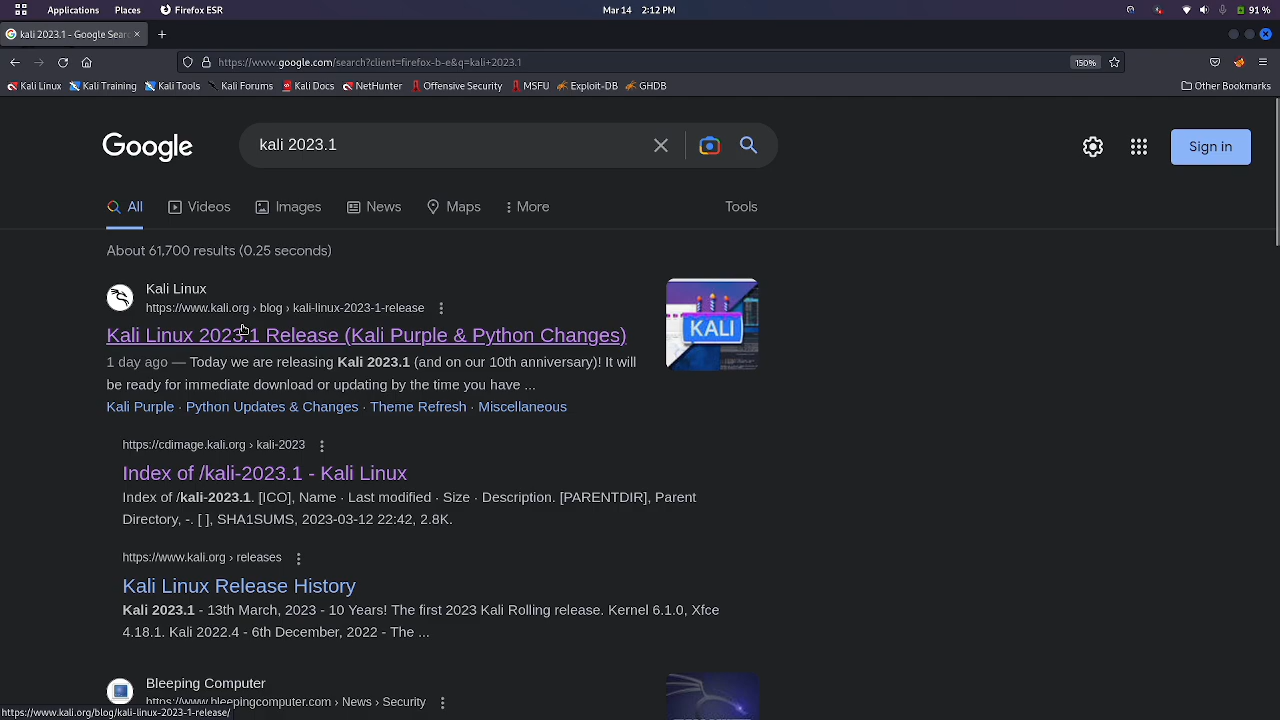 Applications Places Firefox ESR Mar 14 2:12 PM 91 %
kali 2023.1 - Google Sear
https://www.google.com/search?client=firefox-b-e&q=kali+2023.1 150%
Kali Linux Kali Training Kali Tools Kali Forums Kali Docs NetHunter Offensive Security MSFU Exploit-DB GHDB Other Bookmarks
Google kali 2023.1 Sign in
All Videos Images News Maps More Tools
About 61,700 results (0.25 seconds)
Kali Linux
https://www.kali.org › blog › kali-linux-2023-1-release
Kali Linux 2023.1 Release (Kali Purple & Python Changes)
KALI
1 day ago — Today we are releasing Kali 2023.1 (and on our 10th anniversary)! It will
be ready for immediate download or updating by the time you have ...
Kali Purple · Python Updates & Changes · Theme Refresh · Miscellaneous
https://cdimage.kali.org › kali-2023
Index of /kali-2023.1 - Kali Linux
Index of /kali-2023.1. [ICO], Name · Last modified · Size · Description. [PARENTDIR], Parent
Directory, -. [ ], SHA1SUMS, 2023-03-12 22:42, 2.8K.
https://www.kali.org › releases
Kali Linux Release History
Kali 2023.1 - 13th March, 2023 - 10 Years! The first 2023 Kali Rolling release. Kernel 6.1.0, Xfce
4.18.1. Kali 2022.4 - 6th December, 2022 - The ...
Bleeping Computer
https://www.bleepingcomputer.com › News › Security
https://www.kali.org/blog/kali-linux-2023-1-release/